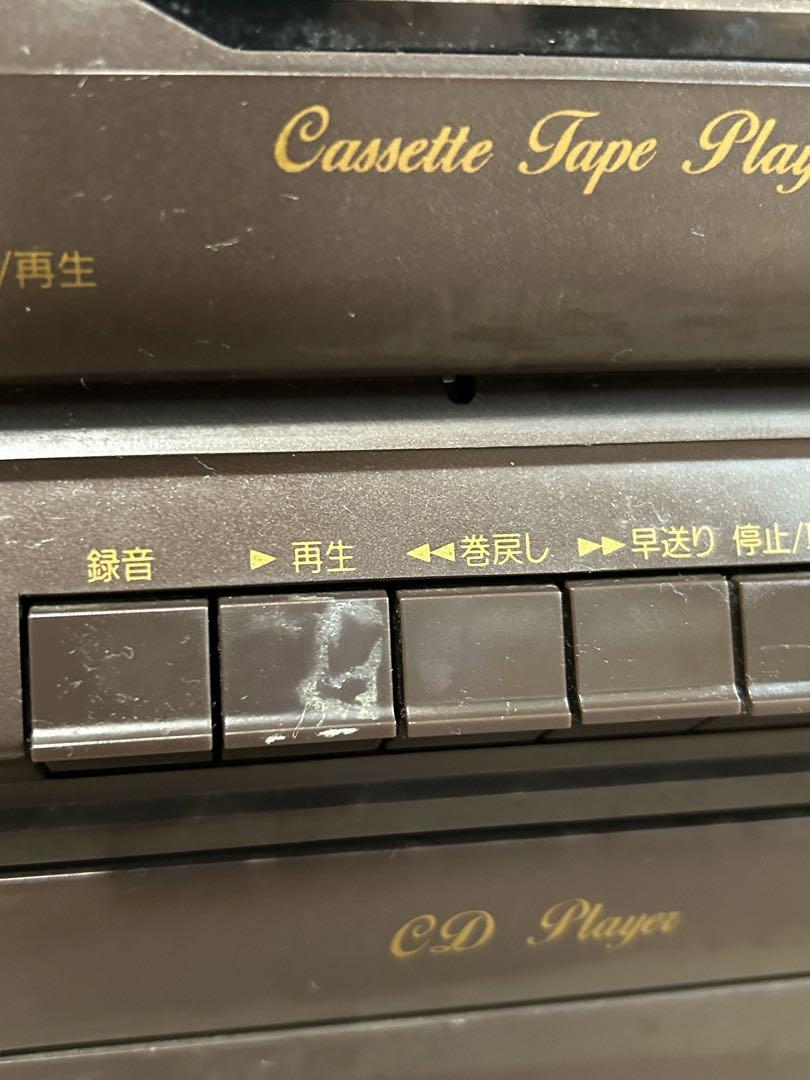 Cassette Tape Play
/再生
録音 ▶ 再生 ◀◀巻戻し ▶▶早送り 停止/
CD Player